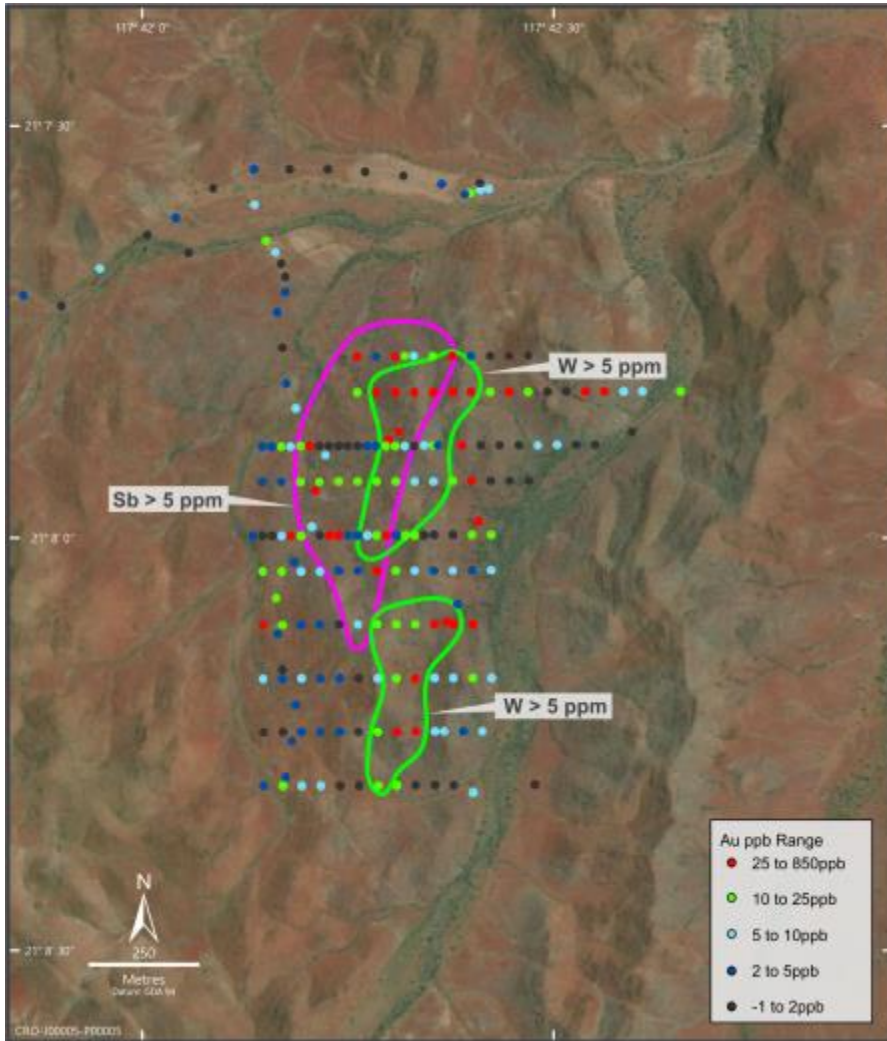 117° 42' 0"
117° 42' 30"
21° 7' 30"
W > 5 ppm
Sb > 5 ppm
21° 8' 0"
W > 5 ppm
Au ppb Range
25 to 850ppb
10 to 25ppb
5 to 10ppb
2 to 5ppb
-1 to 2ppb
N
250
Metres
Datum: GDA 94
21° 8' 30"
CRD-J00005-P00005